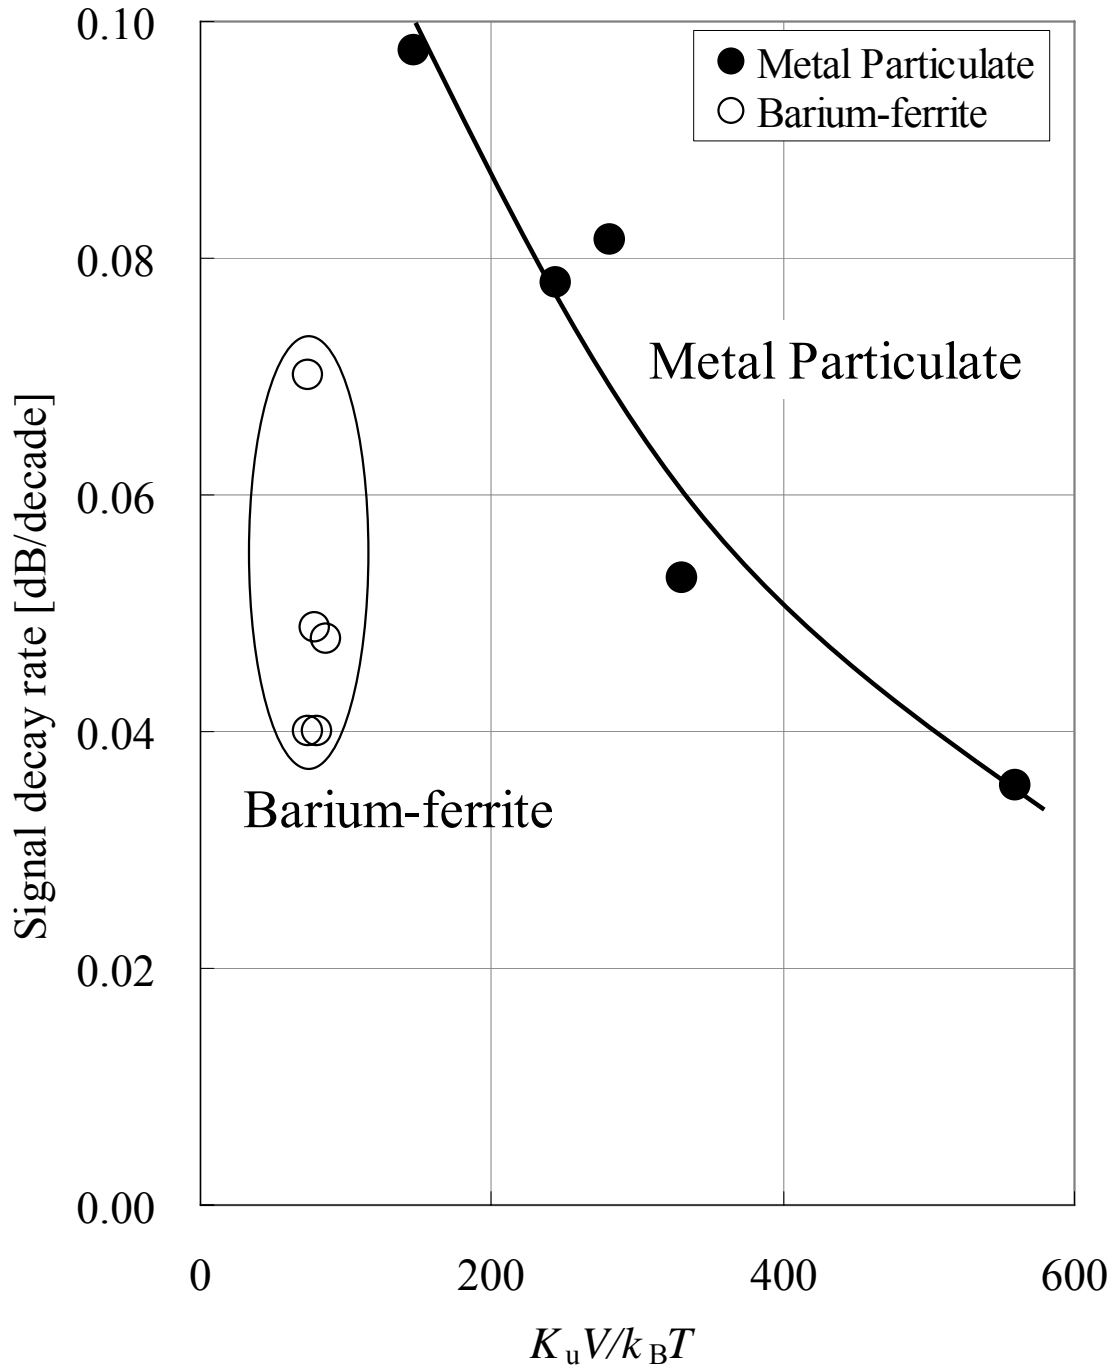 0.10
Metal Particulate
Barium-ferrite
0.08
Metal Particulate
0.06
Signal decay rate [dB/decade]
0.04
Barium-ferrite
0.02
0.00
0 200 400 600
KuV/kBT